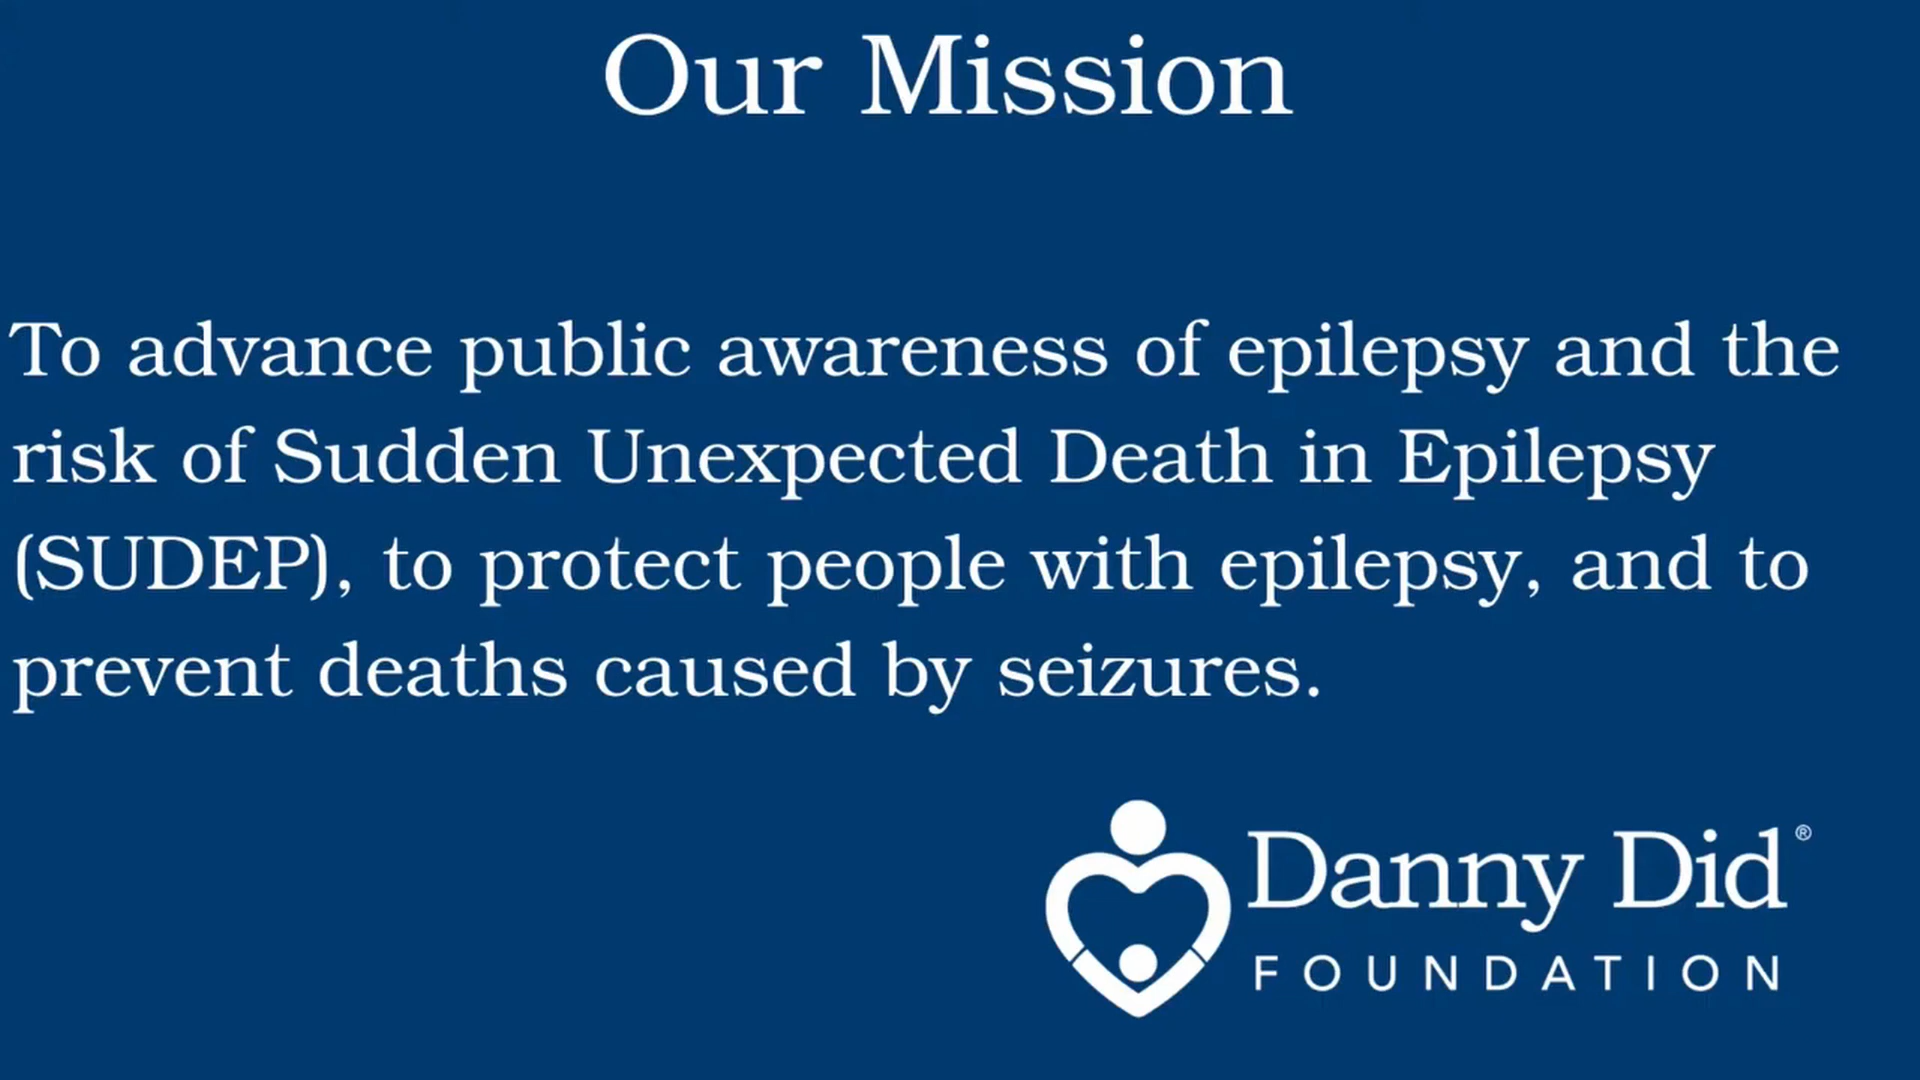 Our Mission
To advance public awareness of epilepsy and the
risk of Sudden Unexpected Death in Epilepsy
(SUDEP), to protect people with epilepsy, and to
prevent deaths caused by seizures.
Danny Did®
FOUNDATION